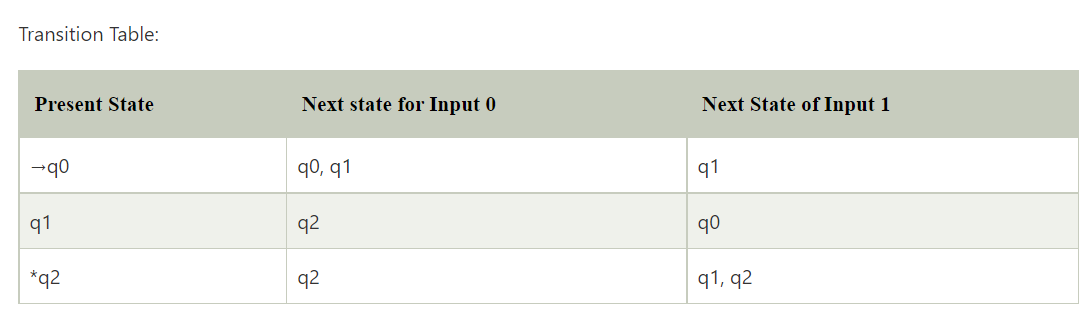 Transition Table:
Present State Next state for Input 0 Next State of Input 1
→q0 q0, q1 q1
q1 q2 q0
*q2 q2 q1, q2